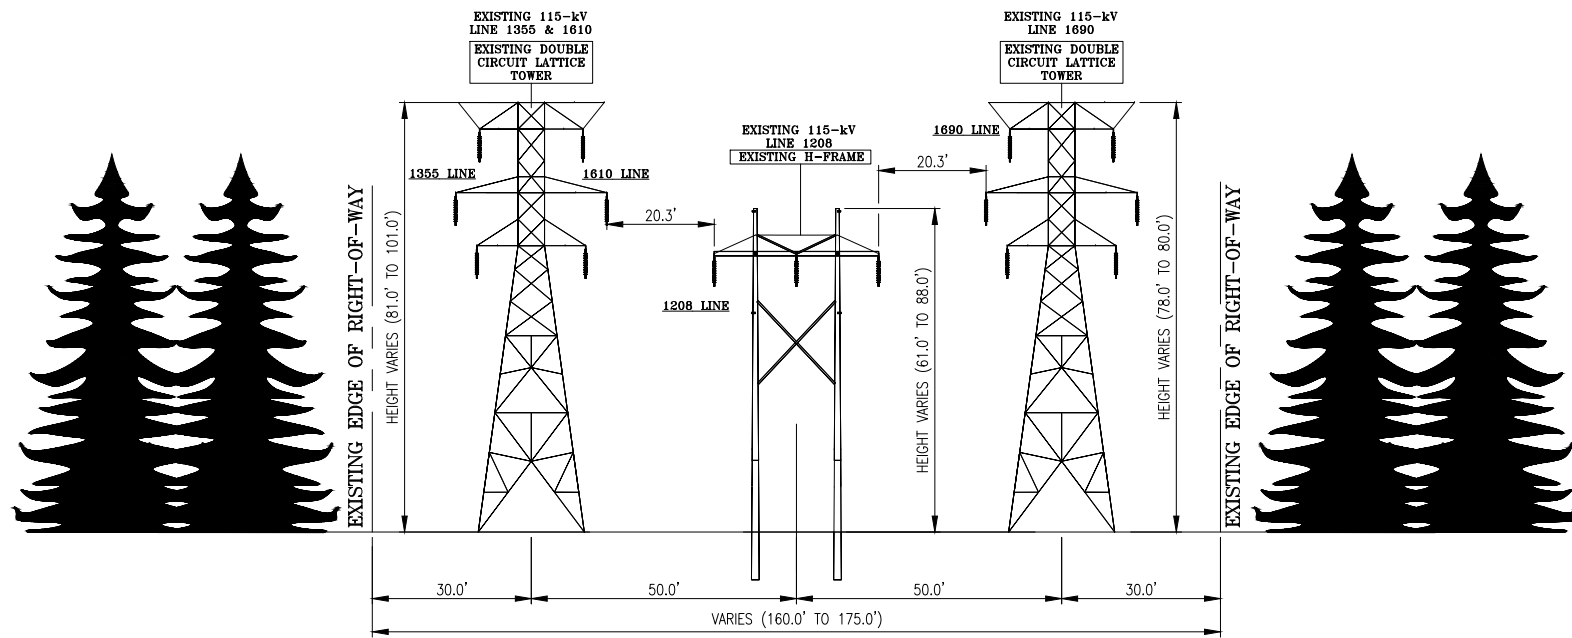 EXISTING 115-kV
LINE 1355 & 1610
EXISTING DOUBLE
CIRCUIT LATTICE
TOWER
EXISTING 115-kV
LINE 1690
EXISTING DOUBLE
CIRCUIT LATTICE
TOWER
EXISTING 115-kV
LINE 1208
EXISTING H-FRAME
1690 LINE
1355 LINE
1610 LINE
20.3'
20.3'
1208 LINE
EXISTING EDGE OF RIGHT-OF-WAY
HEIGHT VARIES (81.0' TO 101.0')
HEIGHT VARIES (61.0' TO 88.0')
HEIGHT VARIES (78.0' TO 80.0')
EXISTING EDGE OF RIGHT-OF-WAY
30.0'
50.0'
50.0'
30.0'
VARIES (160.0' TO 175.0')